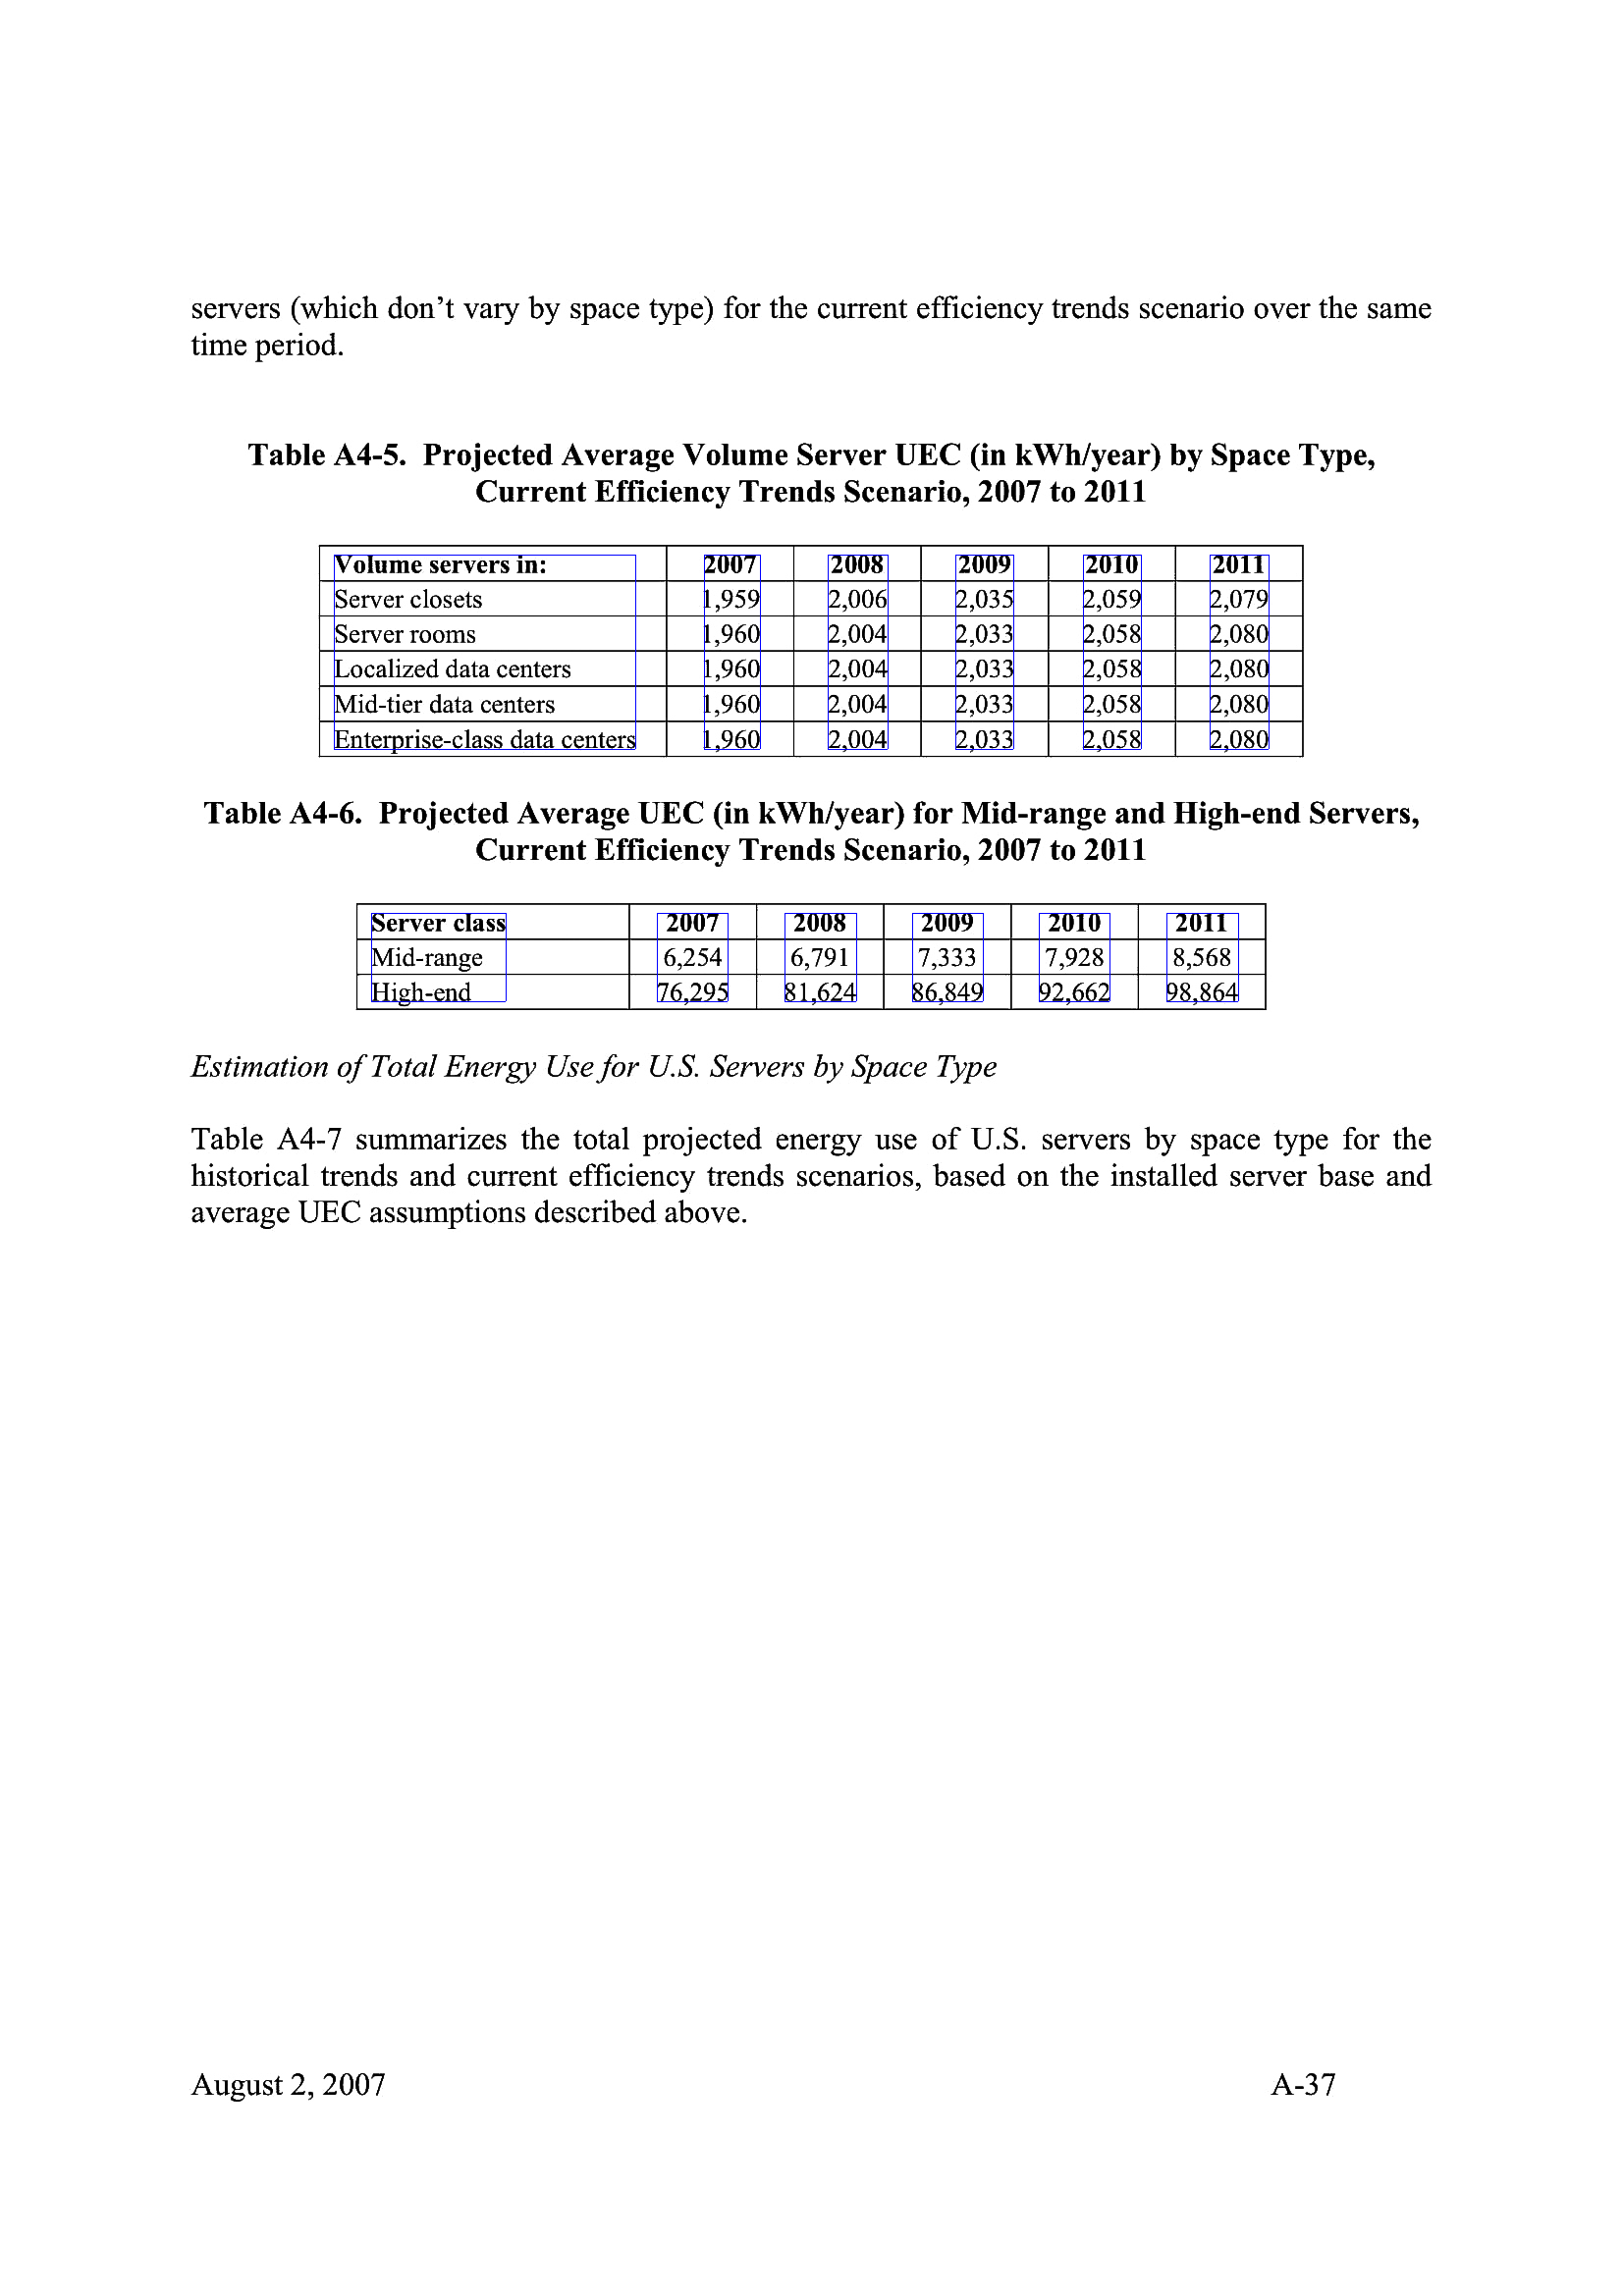 servers (which don’t vary by space type) for the current efficiency trends scenario over the same
time period.
Table A4-5.  Projected Average Volume Server UEC (in kWh/year) by Space Type,
Current Efficiency Trends Scenario, 2007 to 2011
Volume servers in: 2007 2008 2009 2010 2011
Server closets 1,959 2,006 2,035 2,059 2,079
Server rooms 1,960 2,004 2,033 2,058 2,080
Localized data centers 1,960 2,004 2,033 2,058 2,080
Mid-tier data centers 1,960 2,004 2,033 2,058 2,080
Enterprise-class data centers 1,960 2,004 2,033 2,058 2,080
Table A4-6.  Projected Average UEC (in kWh/year) for Mid-range and High-end Servers,
Current Efficiency Trends Scenario, 2007 to 2011
Server class 2007 2008 2009 2010 2011
Mid-range 6,254 6,791 7,333 7,928 8,568
High-end 76,295 81,624 86,849 92,662 98,864
Estimation of Total Energy Use for U.S. Servers by Space Type
Table A4-7 summarizes the total projected energy use of U.S. servers by space type for the
historical trends and current efficiency trends scenarios, based on the installed server base and
average UEC assumptions described above.
August 2, 2007 A-37